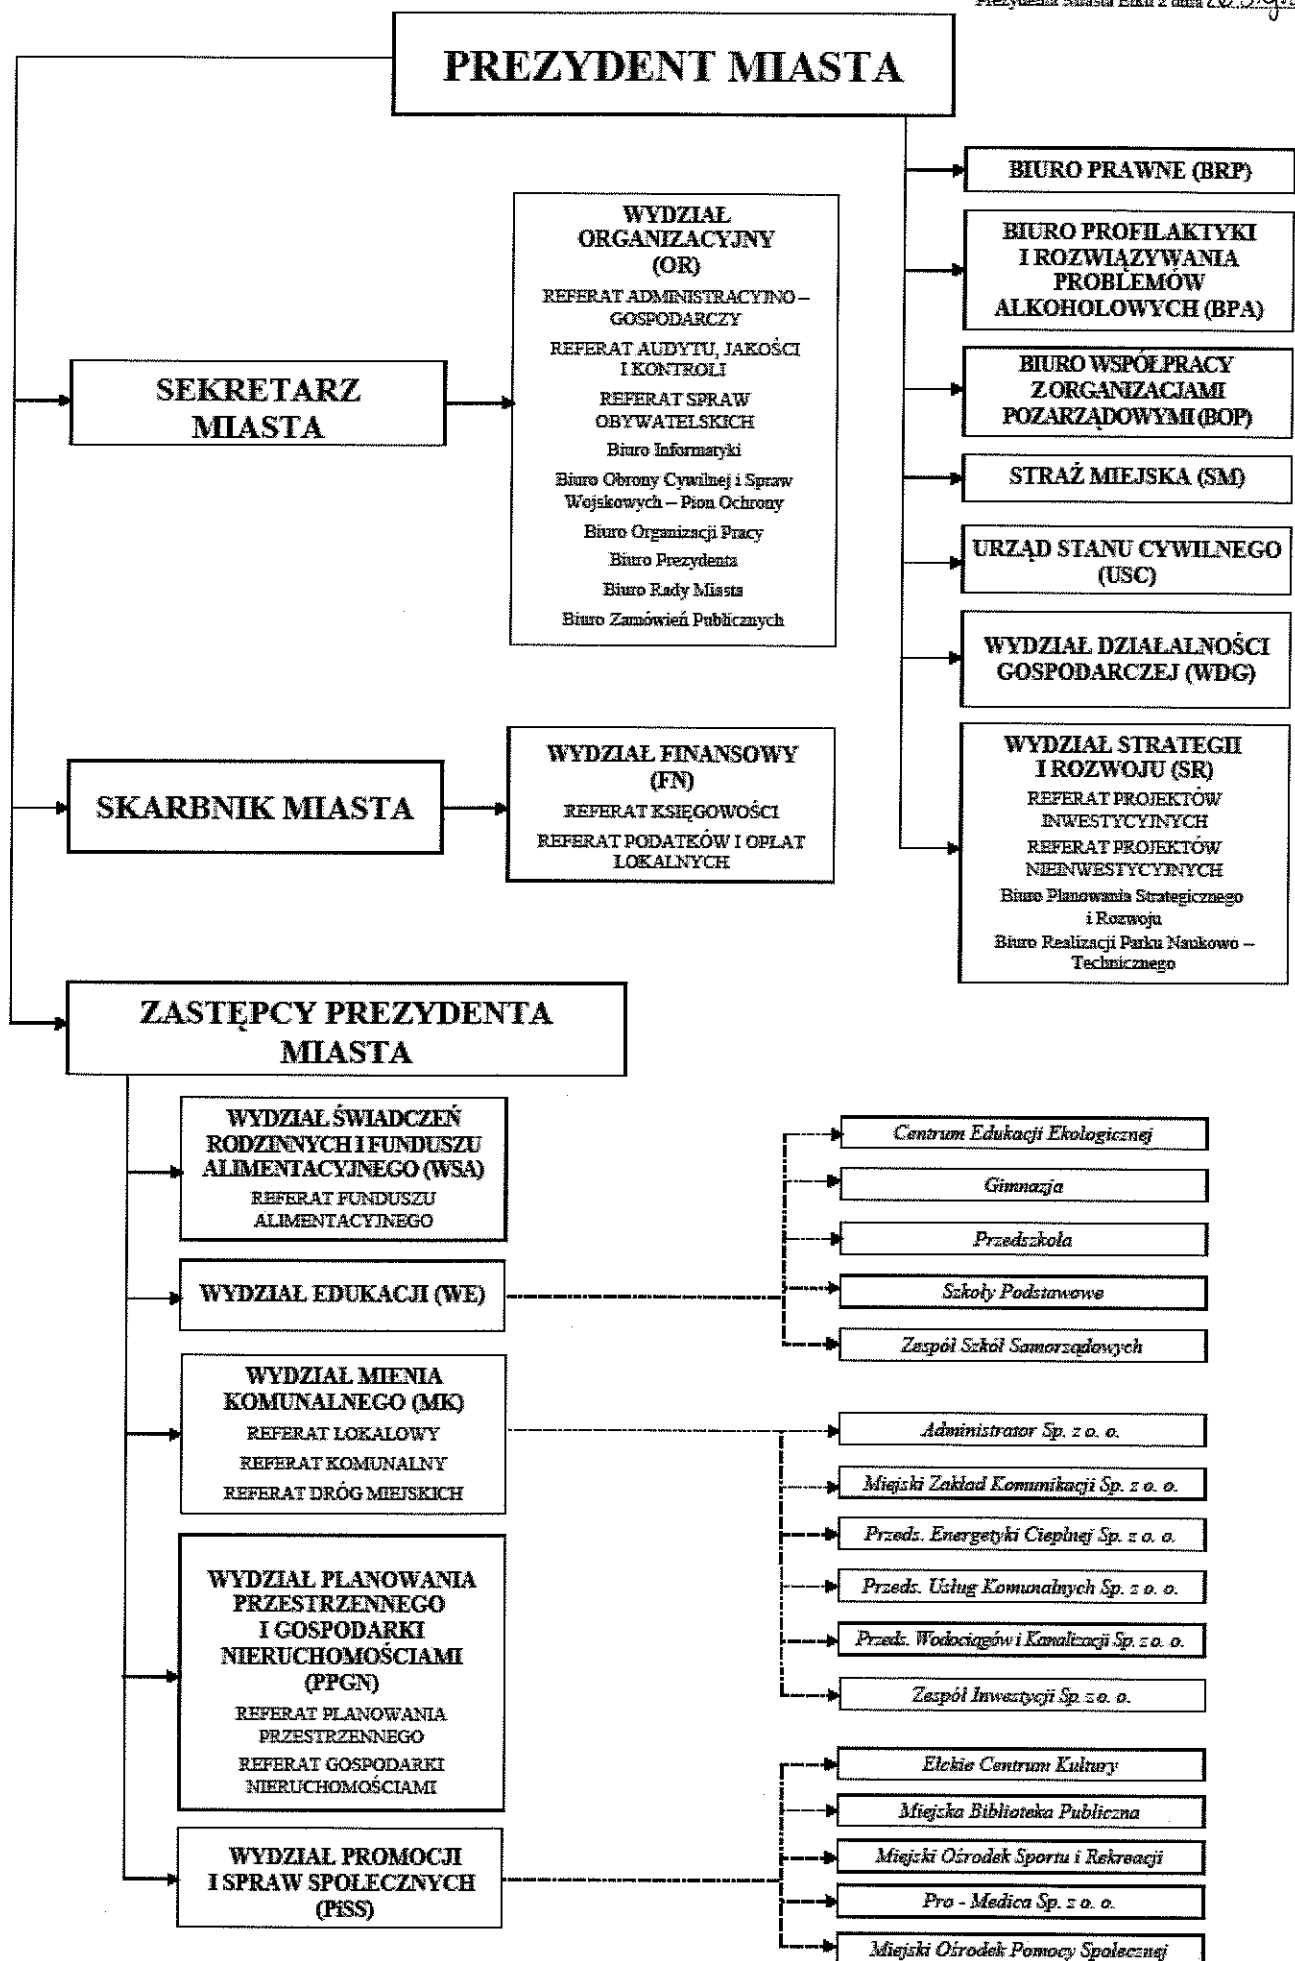 Prezydenta Miasta Ełku z dnia
PREZYDENT MIASTA
BIURO PRAWNE (BRP)
BIURO PROFILAKTYKI
I ROZWIĄZYWANIA
PROBLEMÓW
ALKOHOLOWYCH (BPA)
BIURO WSPÓŁPRACY
Z ORGANIZACJAMI
POZARZĄDOWYMI (BOP)
STRAŻ MIEJSKA (SM)
URZĄD STANU CYWILNEGO
(USC)
WYDZIAŁ DZIAŁALNOŚCI
GOSPODARCZEJ (WDG)
WYDZIAŁ STRATEGII
I ROZWOJU (SR)
REFERAT PROJEKTÓW
INWESTYCYJNYCH
REFERAT PROJEKTÓW
NIEINWESTYCYJNYCH
Biuro Planowania Strategicznego
i Rozwoju
Biuro Realizacji Parku Naukowo –
Technicznego
SEKRETARZ
MIASTA
WYDZIAŁ
ORGANIZACYJNY
(OR)
REFERAT ADMINISTRACYJNO –
GOSPODARCZY
REFERAT AUDYTU, JAKOŚCI
I KONTROLI
REFERAT SPRAW
OBYWATELSKICH
Biuro Informatyki
Biuro Obrony Cywilnej i Spraw
Wojskowych – Pion Ochrony
Biuro Organizacji Pracy
Biuro Prezydenta
Biuro Rady Miasta
Biuro Zamówień Publicznych
SKARBNIK MIASTA
WYDZIAŁ FINANSOWY
(FN)
REFERAT KSIĘGOWOŚCI
REFERAT PODATKÓW I OPŁAT
LOKALNYCH
ZASTĘPCY PREZYDENTA
MIASTA
WYDZIAŁ ŚWIADCZEŃ
RODZINNYCH I FUNDUSZU
ALIMENTACYJNEGO (WSA)
REFERAT FUNDUSZU
ALIMENTACYJNEGO
WYDZIAŁ EDUKACJI (WE)
Centrum Edukacji Ekologicznej
Gimnazja
Przedszkola
Szkoły Podstawowe
Zespół Szkół Samorządowych
WYDZIAŁ MIENIA
KOMUNALNEGO (MK)
REFERAT LOKALOWY
REFERAT KOMUNALNY
REFERAT DRÓG MIEJSKICH
Administrator Sp. z o. o.
Miejski Zakład Komunikacji Sp. z o. o.
Przeds. Energetyki Cieplnej Sp. z o. o.
Przeds. Usług Komunalnych Sp. z o. o.
Przeds. Wodociągów i Kanalizacji Sp. z o. o.
Zespół Inwestycji Sp. z o. o.
WYDZIAŁ PLANOWANIA
PRZESTRZENNEGO
I GOSPODARKI
NIERUCHOMOŚCIAMI
(PPGN)
REFERAT PLANOWANIA
PRZESTRZENNEGO
REFERAT GOSPODARKI
NIERUCHOMOŚCIAMI
WYDZIAŁ PROMOCJI
I SPRAW SPOŁECZNYCH
(PiSS)
Ełckie Centrum Kultury
Miejska Biblioteka Publiczna
Miejski Ośrodek Sportu i Rekreacji
Pro - Medica Sp. z o. o.
Miejski Ośrodek Pomocy Społecznej